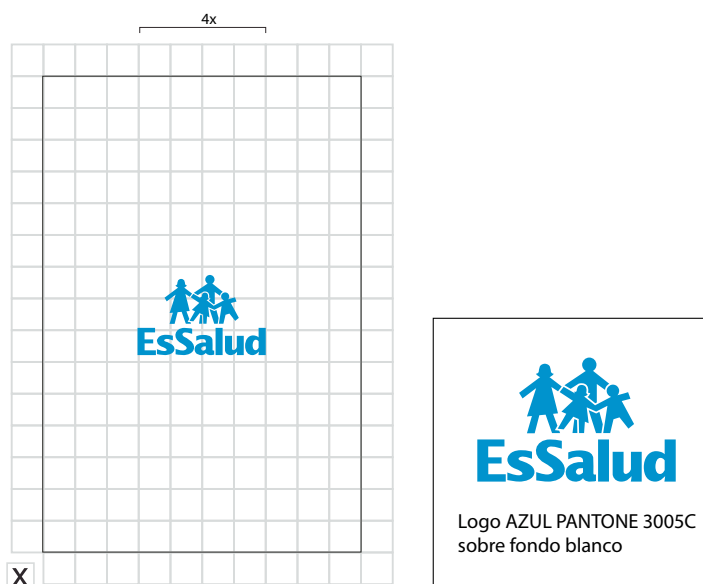 4x
EsSalud
X
EsSalud
Logo AZUL PANTONE 3005C
sobre fondo blanco